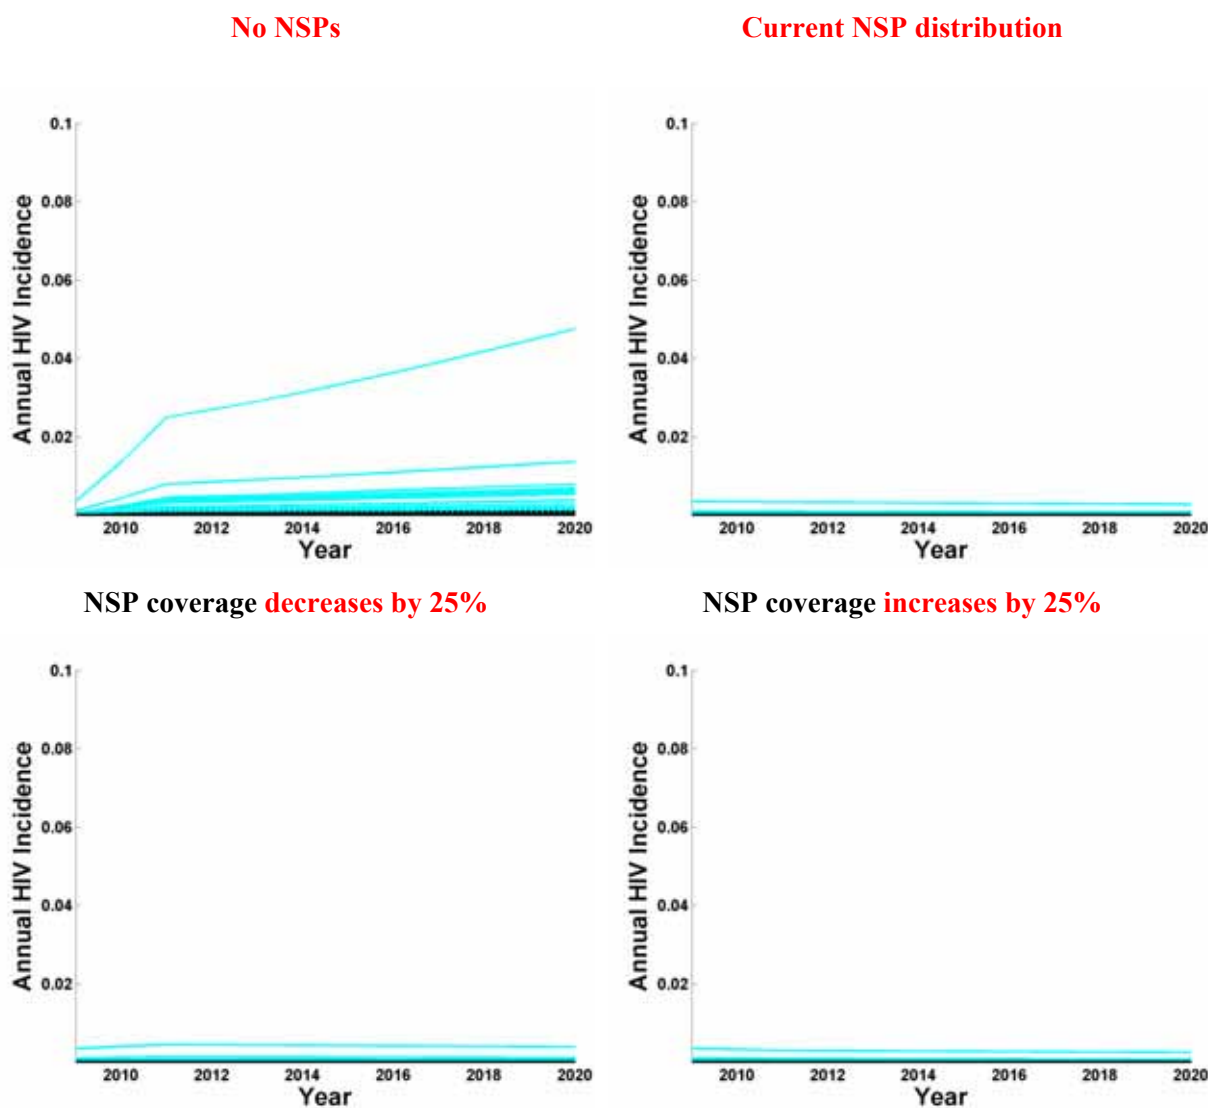 No NSPs
Current NSP distribution
Annual HIV Incidence
0.1
0.08
0.06
0.04
0.02
2010 2012 2014 2016 2018 2020
Year
Annual HIV Incidence
0.1
0.08
0.06
0.04
0.02
2010 2012 2014 2016 2018 2020
Year
NSP coverage decreases by 25%
NSP coverage increases by 25%
Annual HIV Incidence
0.1
0.08
0.06
0.04
0.02
2010 2012 2014 2016 2018 2020
Year
Annual HIV Incidence
0.1
0.08
0.06
0.04
0.02
2010 2012 2014 2016 2018 2020
Year